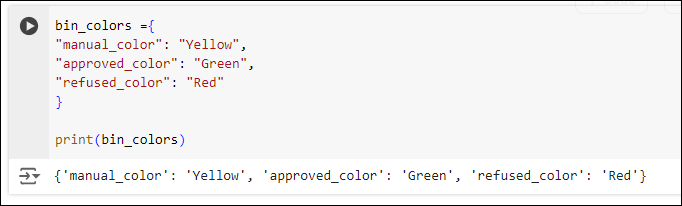 bin_colors ={
"manual_color": "Yellow",
"approved_color": "Green",
"refused_color": "Red"
}
print(bin_colors)
{'manual_color': 'Yellow', 'approved_color': 'Green', 'refused_color': 'Red'}